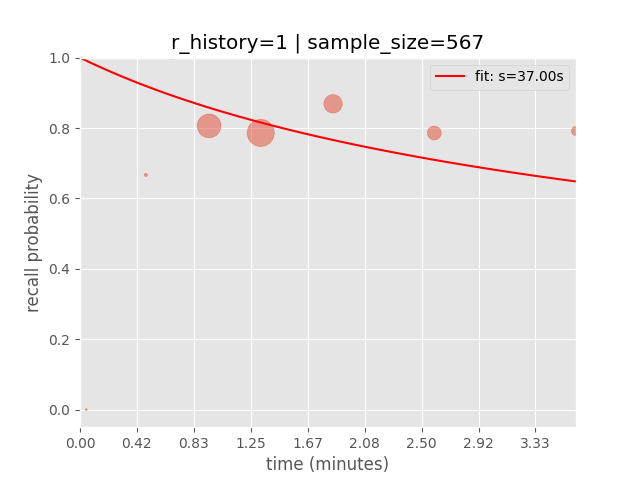 r_history=1 | sample_size=567
fit: s=37.00s
recall probability
1.0
0.8
0.6
0.4
0.2
0.0
0.00 0.42 0.83 1.25 1.67 2.08 2.50 2.92 3.33
time (minutes)